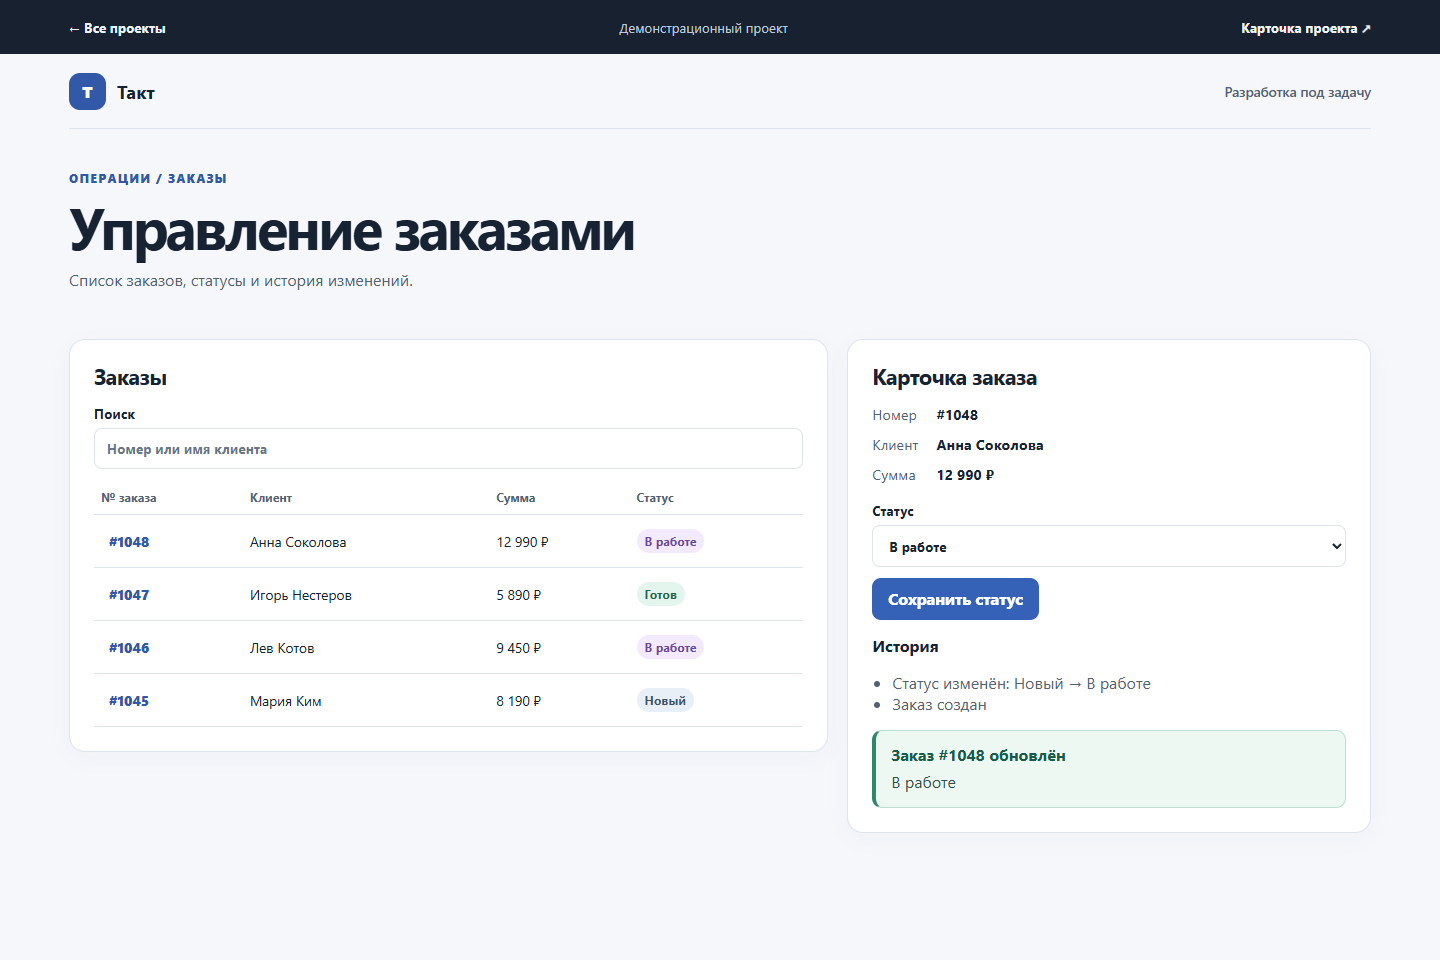 ← Все проекты
Демонстрационный проект
Карточка проекта ↗
Т
Такт
Разработка под задачу
ОПЕРАЦИИ / ЗАКАЗЫ
Управление заказами
Список заказов, статусы и история изменений.
Заказы
Поиск
Номер или имя клиента
№ заказа Клиент Сумма Статус
#1048 Анна Соколова 12 990 ₽ В работе
#1047 Игорь Нестеров 5 890 ₽ Готов
#1046 Лев Котов 9 450 ₽ В работе
#1045 Мария Ким 8 190 ₽ Новый
Карточка заказа
Номер #1048
Клиент Анна Соколова
Сумма 12 990 ₽
Статус
В работе
Сохранить статус
История
• Статус изменён: Новый → В работе
• Заказ создан
Заказ #1048 обновлён
В работе